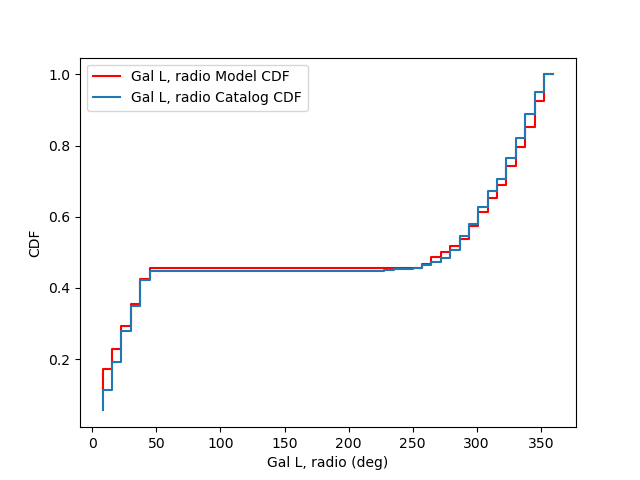 Gal L, radio Model CDF
Gal L, radio Catalog CDF
1.0
0.8
0.6
0.4
0.2
CDF
0 50 100 150 200 250 300 350
Gal L, radio (deg)